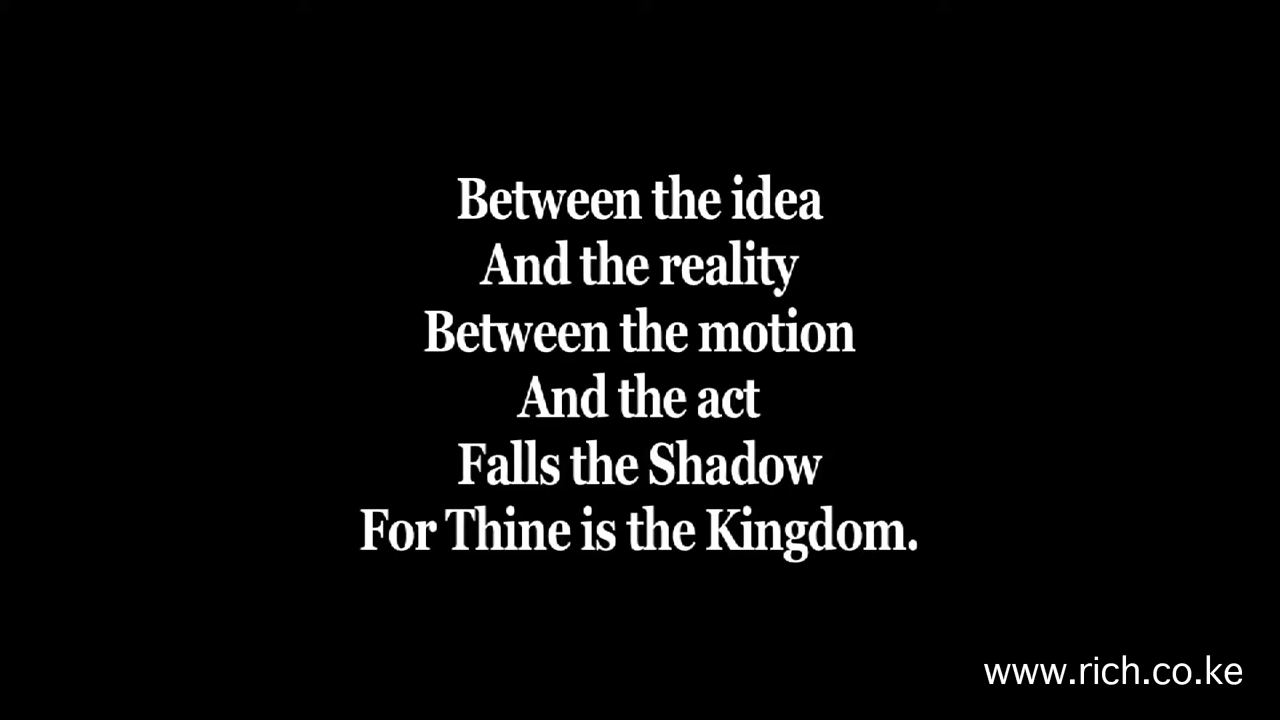 Between the idea
And the reality
Between the motion
And the act
Falls the Shadow
For Thine is the Kingdom.
www.rich.co.ke